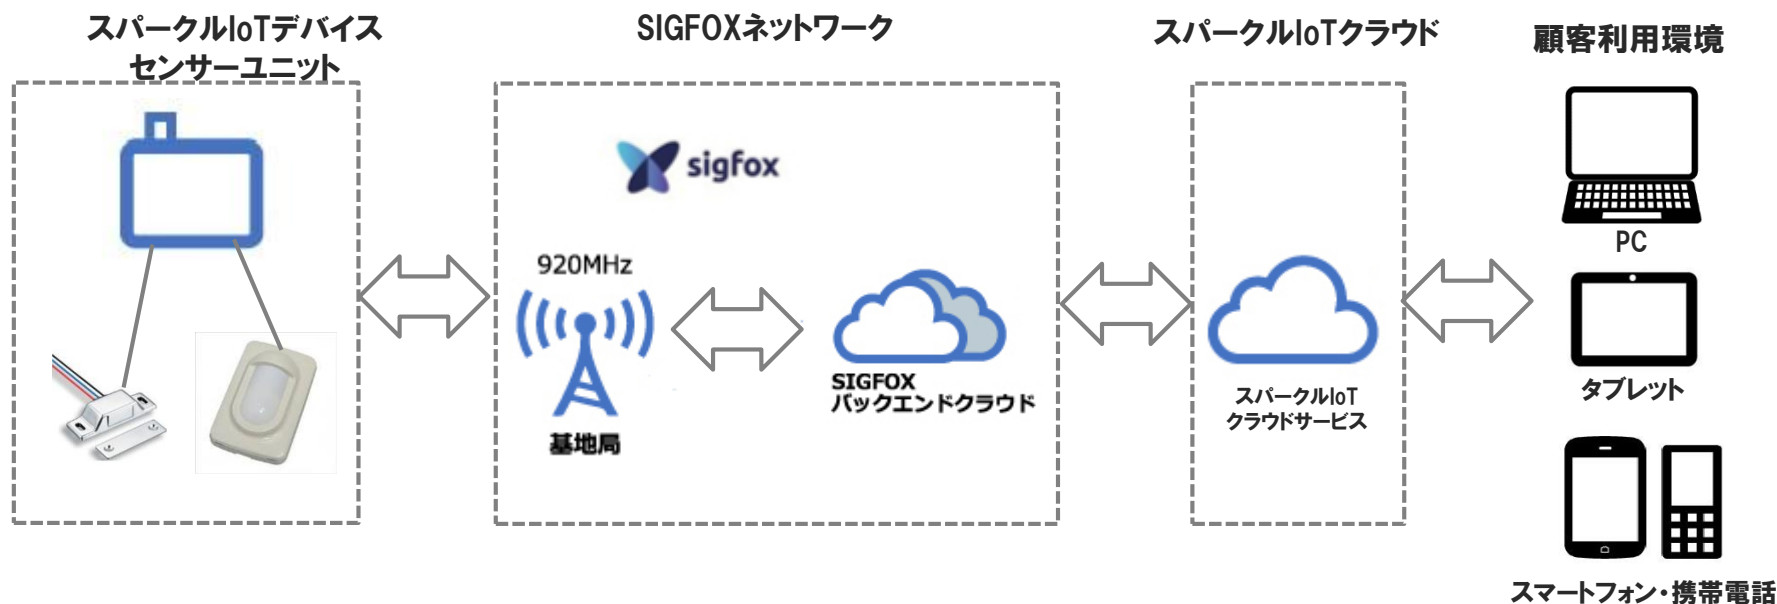 スパークルIoTデバイス
センサーユニット
SIGFOXネットワーク
sigfox
920MHz
基地局
SIGFOX
バックエンドクラウド
スパークルIoTクラウド
スパークルIoT
クラウドサービス
顧客利用環境
PC
タブレット
スマートフォン・携帯電話